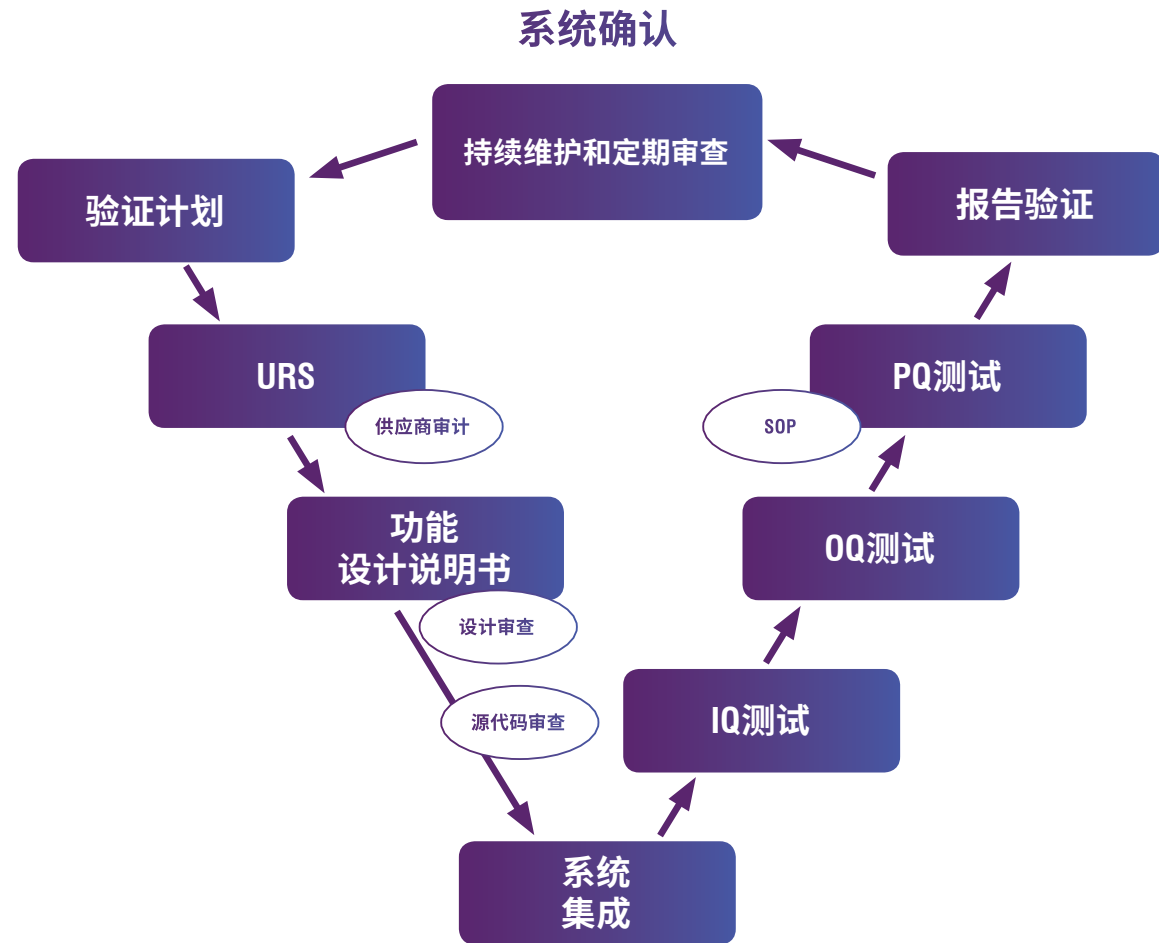 系统确认
持续维护和定期审查
验证计划
报告验证
URS
供应商审计
PQ测试
SOP
功能
设计说明书
设计审查
OQ测试
源代码审查
IQ测试
系统
集成